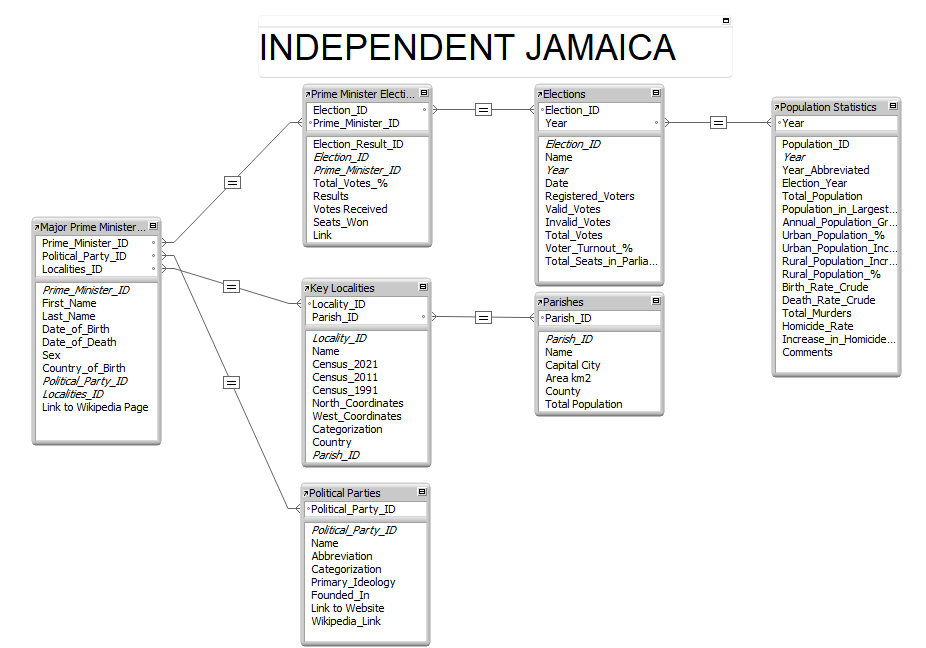 INDEPENDENT JAMAICA
Prime Minister Electi...
Election_ID
Prime_Minister_ID
Election_Result_ID
Election_ID
Prime_Minister_ID
Total_Votes_%
Results
Votes Received
Seats_Won
Link
Elections
Election_ID
Year
Election_ID
Name
Year
Date
Registered_Voters
Valid_Votes
Invalid_Votes
Total_Votes
Voter_Turnout_%
Total_Seats_in_Parlia...
Population Statistics
Year
Population_ID
Year
Year_Abbreviated
Election_Year
Total_Population
Population_in_Largest...
Annual_Population_Gr...
Urban_Population_%
Urban_Population_Inc...
Rural_Population_Incr...
Rural_Population_%
Birth_Rate_Crude
Death_Rate_Crude
Total_Murders
Homicide_Rate
Increase_in_Homicide...
Comments
Major Prime Minister...
Prime_Minister_ID
Political_Party_ID
Localities_ID
Prime_Minister_ID
First_Name
Last_Name
Date_of_Birth
Date_of_Death
Sex
Country_of_Birth
Political_Party_ID
Localities_ID
Link to Wikipedia Page
Key Localities
Locality_ID
Parish_ID
Locality_ID
Name
Census_2021
Census_2011
Census_1991
North_Coordinates
West_Coordinates
Categorization
Country
Parish_ID
Parishes
Parish_ID
Parish_ID
Name
Capital City
Area km2
County
Total Population
Political Parties
Political_Party_ID
Political_Party_ID
Name
Abbreviation
Categorization
Primary_Ideology
Founded_In
Link to Website
Wikipedia_Link